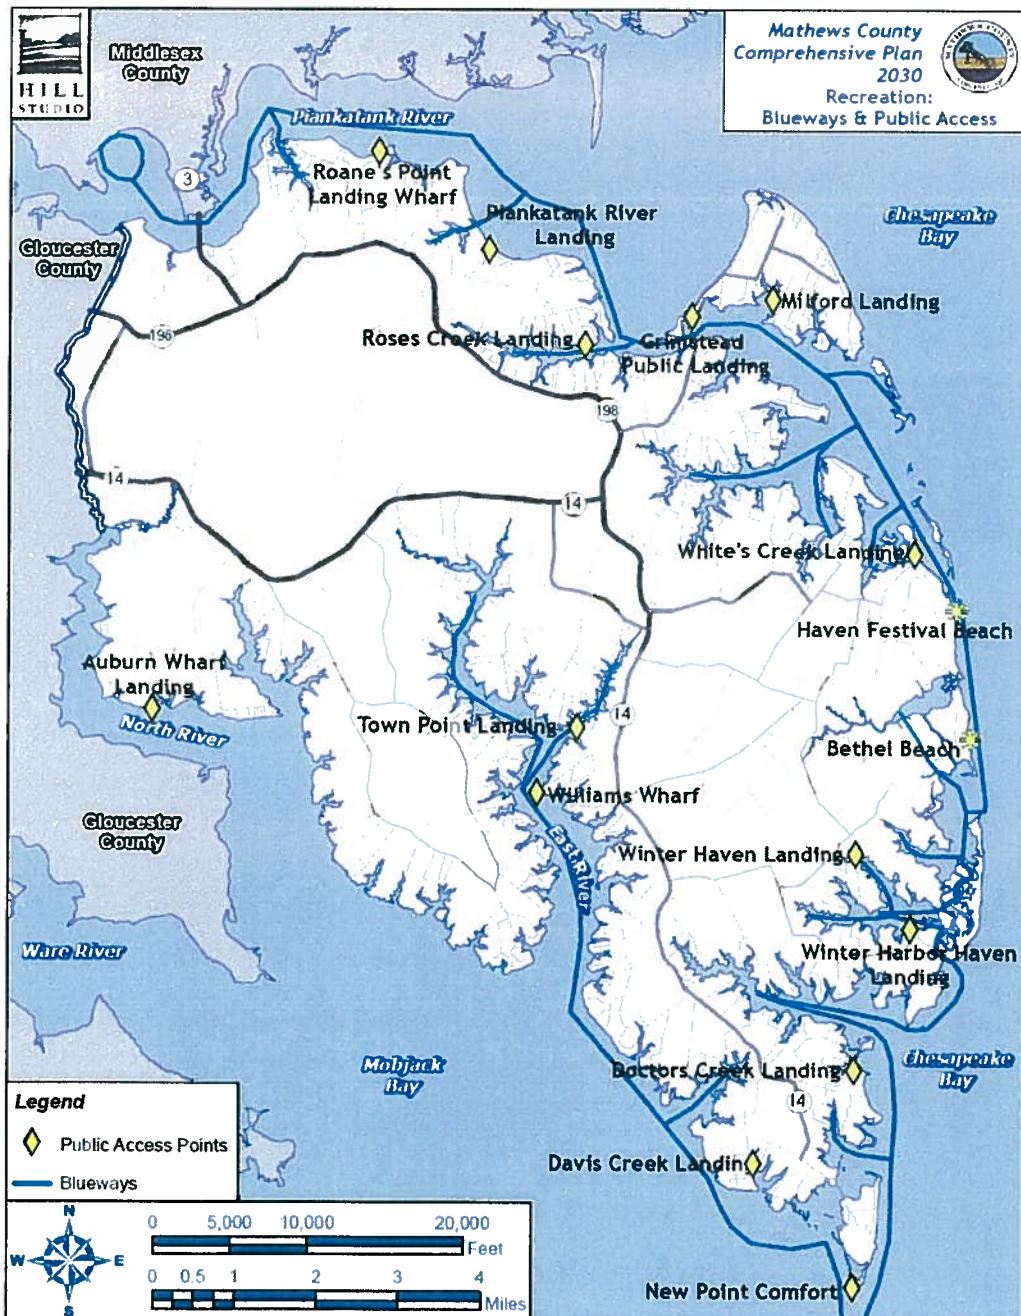 HILL
STUDIO
Middlesex
County
Mathews County
Comprehensive Plan
2030
Recreation:
Blueways & Public Access
MATHEWS COUNTY
Piankatank River
3
Roane's Point
Landing Wharf
Piankatank River
Landing
Chesapeake
Bay
Gloucester
County
Milford Landing
198
Roses Creek Landing
Grimstead
Public Landing
198
14
14
White's Creek Landing
Haven Festival Beach
Auburn Wharf
Landing
North River
Town Point Landing
14
Bethel Beach
Williams Wharf
Gloucester
County
East River
Winter Haven Landing
Ware River
Winter Harbor Haven
Landing
Mobjack
Bay
Doctors Creek Landing
Chesapeake
Bay
14
Legend
Public Access Points
Blueways
Davis Creek Landing
N
W E
S
0 5,000 10,000 20,000
Feet
0 0.5 1 2 3 4
Miles
New Point Comfort